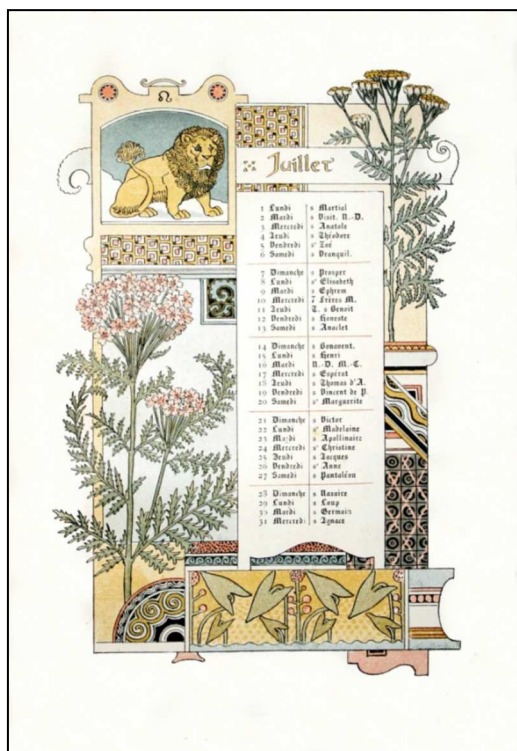 Juillet
1 Lundi s Martial
2 Mardi s Visit. N.-D.
3 Mercredi s Anatole
4 Jeudi s Théodore
5 Vendredi sᵉ Zoé
6 Samedi s Dranquil.
7 Dimanche s Prosper
8 Lundi sᵉ Elisabeth
9 Mardi s Ephrem
10 Mercredi 7 Frères M.
11 Jeudi T. s Benoit
12 Vendredi s Honeste
13 Samedi s Anaclet
14 Dimanche s Bonavent.
15 Lundi s Henri
16 Mardi N.-D. M.-C.
17 Mercredi s Espérat
18 Jeudi s Thomas d'A.
19 Vendredi s Vincent de P.
20 Samedi sᵉ Marguerite
21 Dimanche s Victor
22 Lundi sᵉ Madeleine
23 Mardi s Apollinaire
24 Mercredi sᵉ Christine
25 Jeudi s Jacques
26 Vendredi sᵉ Anne
27 Samedi s Pantaléon
28 Dimanche s Nazaire
29 Lundi s Loup
30 Mardi s Germain
31 Mercredi s Ignace